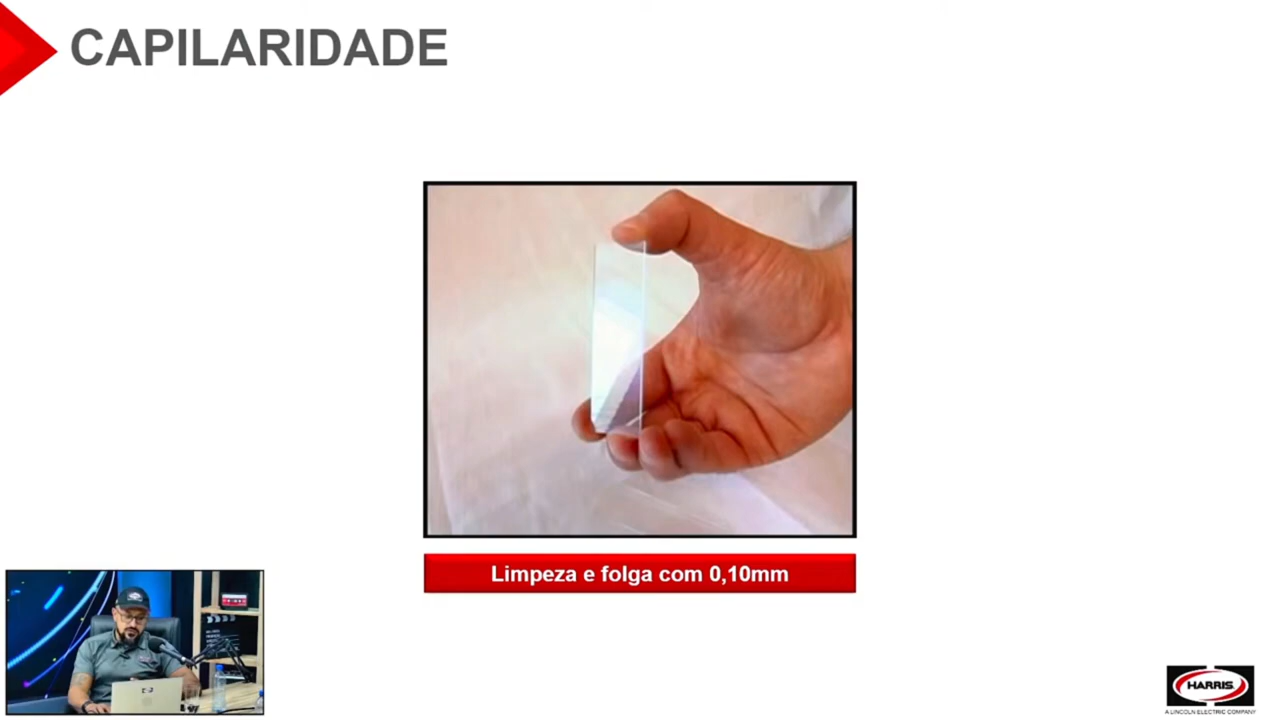 CAPILARIDADE
Limpeza e folga com 0,10mm
HARRIS
A LINCOLN ELECTRIC COMPANY